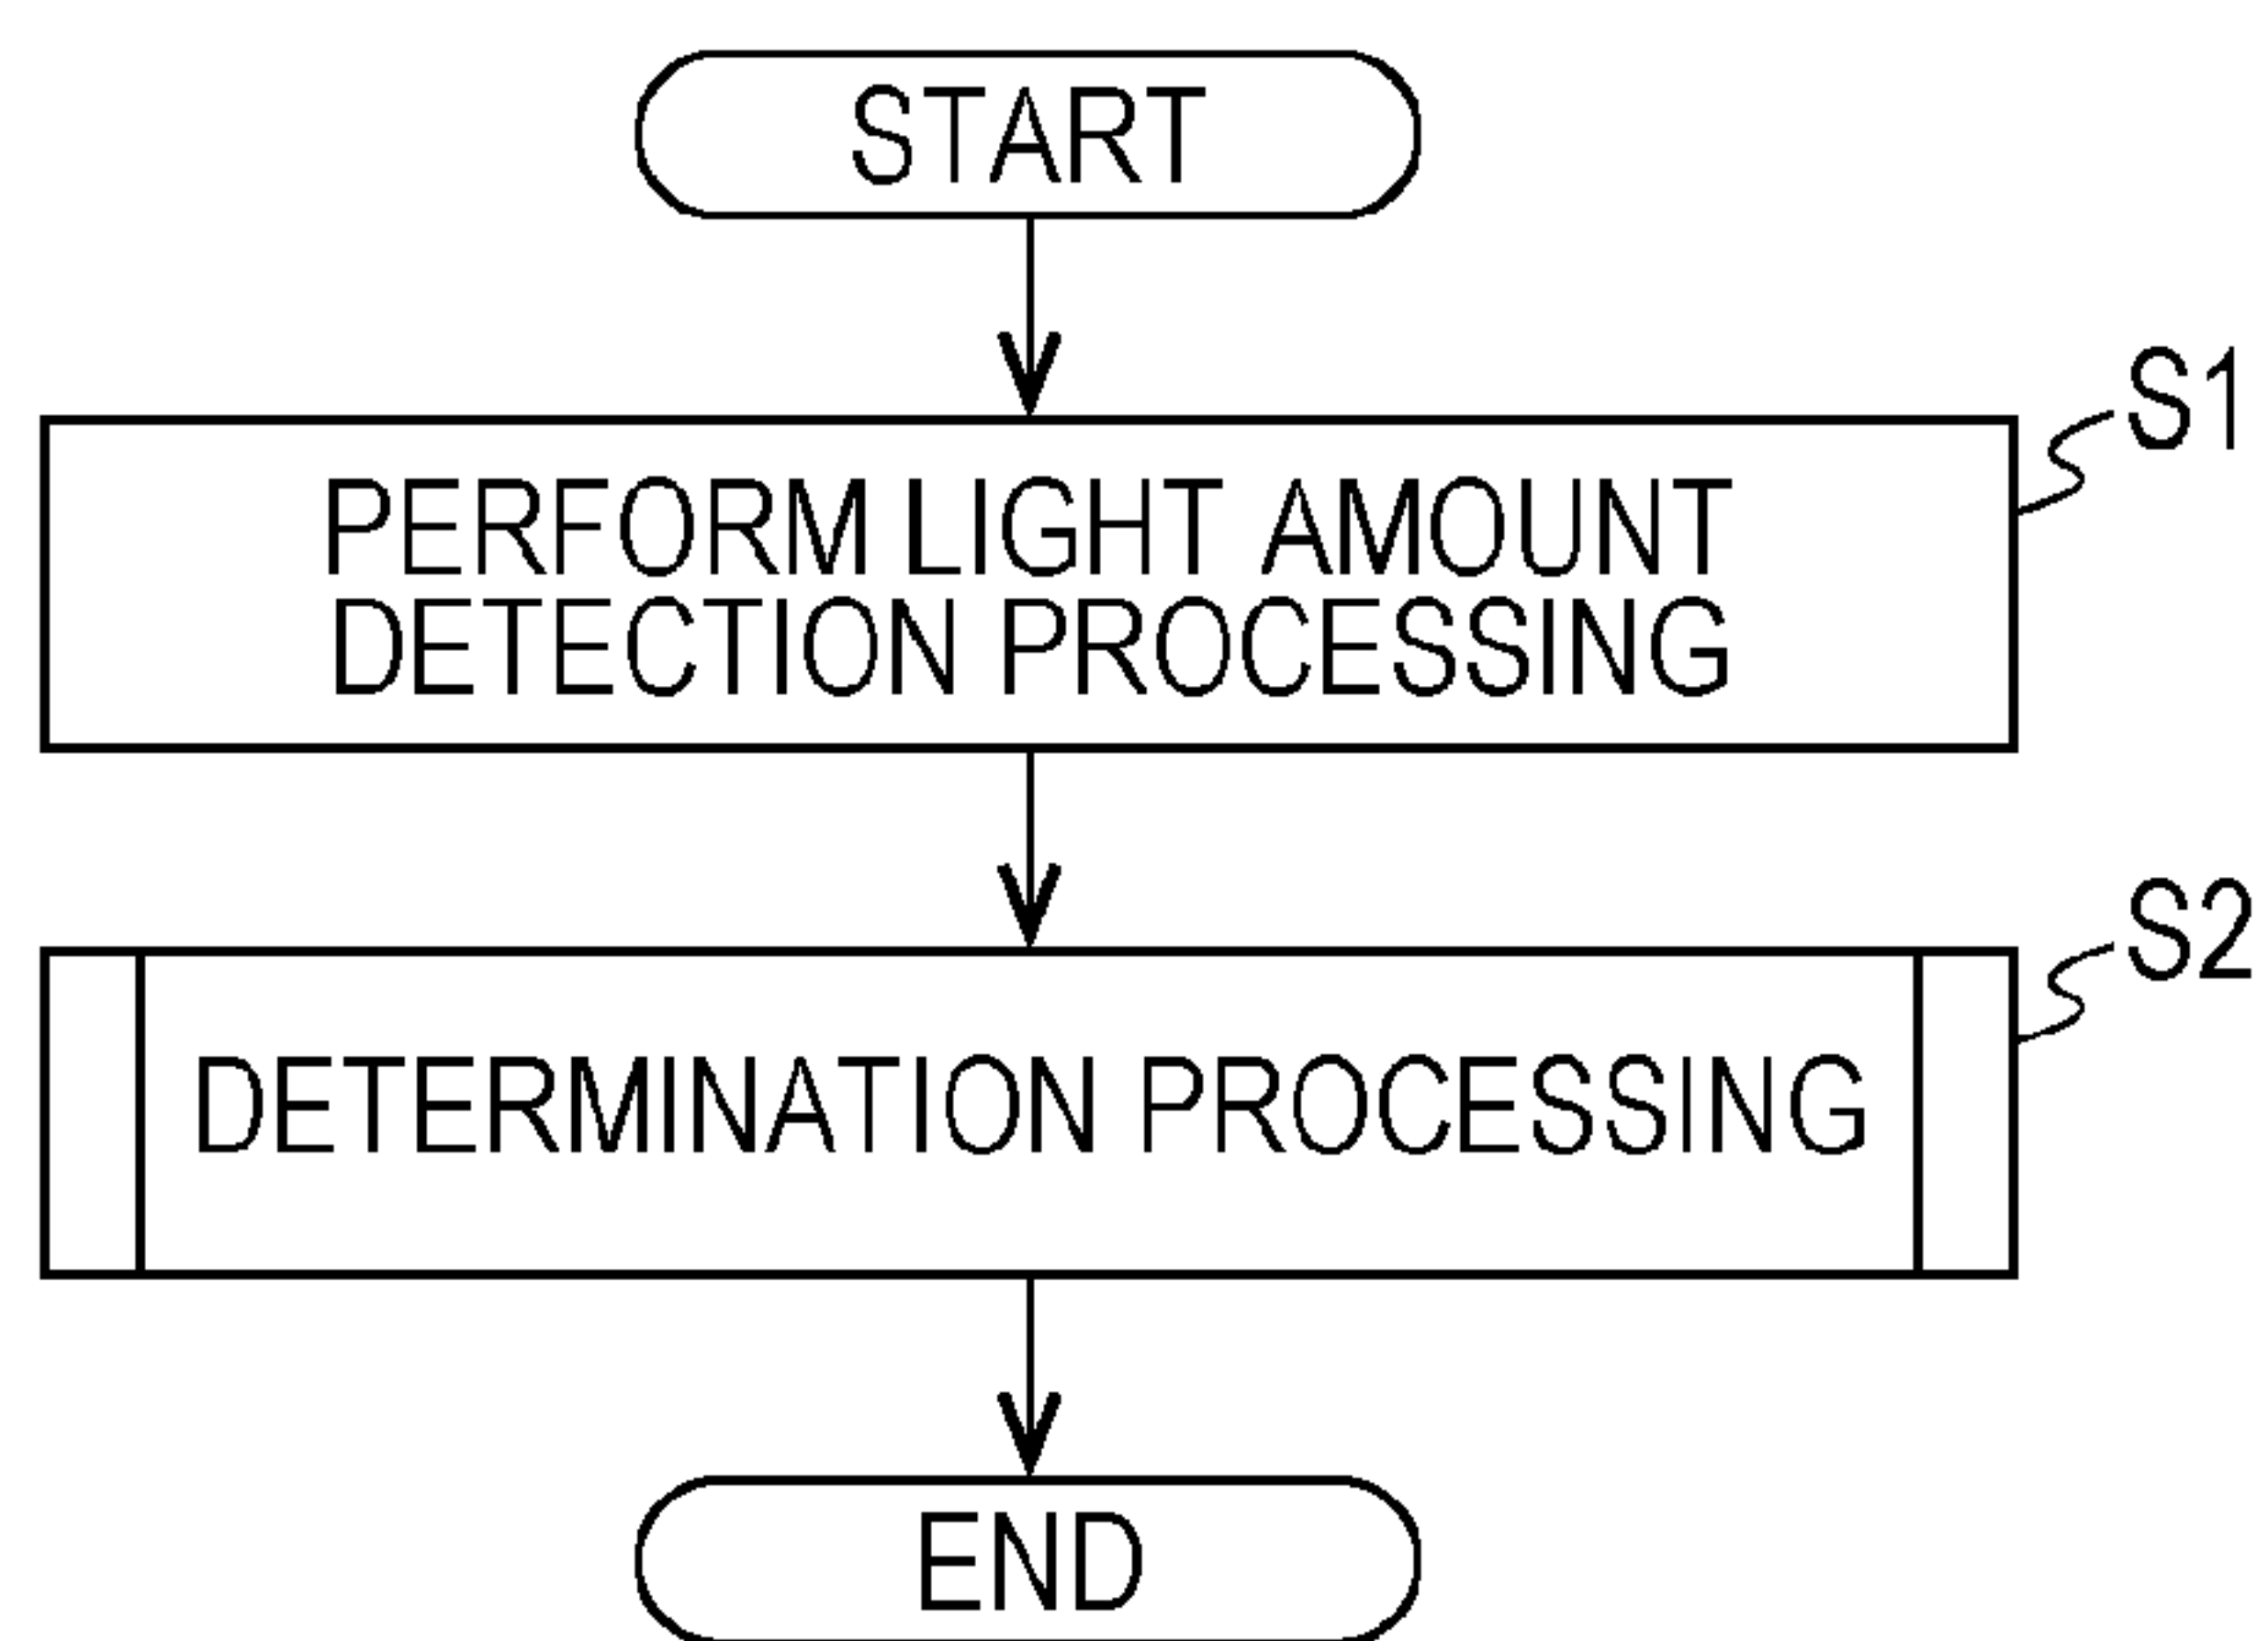 START
S1
PERFORM LIGHT AMOUNT
DETECTION PROCESSING
S2
DETERMINATION PROCESSING
END